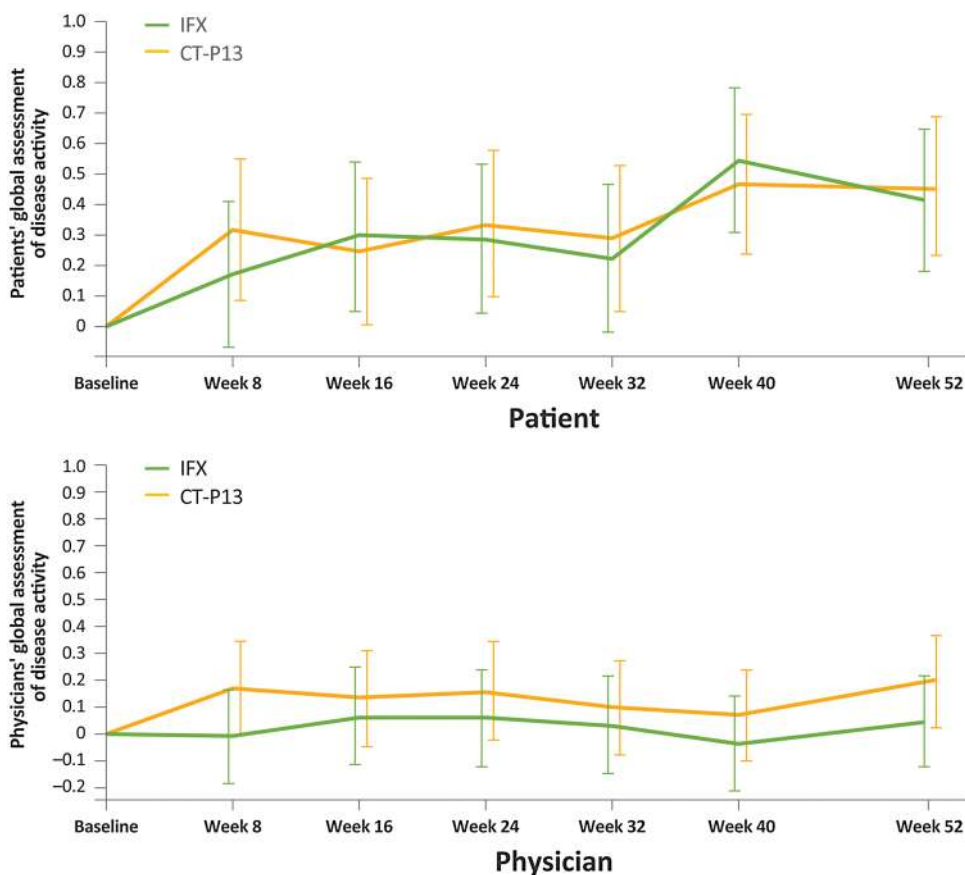 1.0
0.9
0.8
0.7
0.6
0.5
0.4
0.3
0.2
0.1
0
Patients' global assessment
of disease activity
IFX
CT-P13
Baseline Week 8 Week 16 Week 24 Week 32 Week 40 Week 52
Patient
1.0
0.9
0.8
0.7
0.6
0.5
0.4
0.3
0.2
0.1
0
–0.1
–0.2
Physicians' global assessment
of disease activity
IFX
CT-P13
Baseline Week 8 Week 16 Week 24 Week 32 Week 40 Week 52
Physician